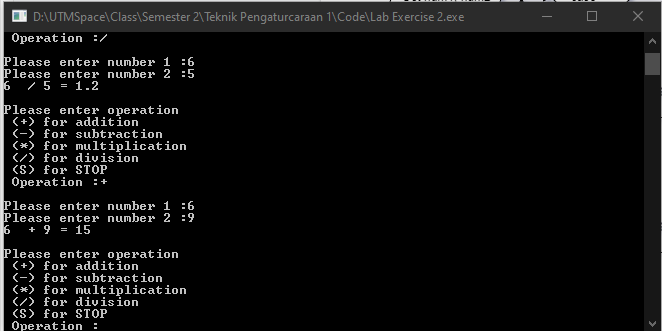 D:\UTMSpace\Class\Semester 2\Teknik Pengaturcaraan 1\Code\Lab Exercise 2.exe
Operation :/
Please enter number 1 :6
Please enter number 2 :5
6  / 5 = 1.2
Please enter operation
(+) for addition
(-) for subtraction
(*) for multiplication
(/) for division
(S) for STOP
Operation :+
Please enter number 1 :6
Please enter number 2 :9
6  + 9 = 15
Please enter operation
(+) for addition
(-) for subtraction
(*) for multiplication
(/) for division
(S) for STOP
Operation :